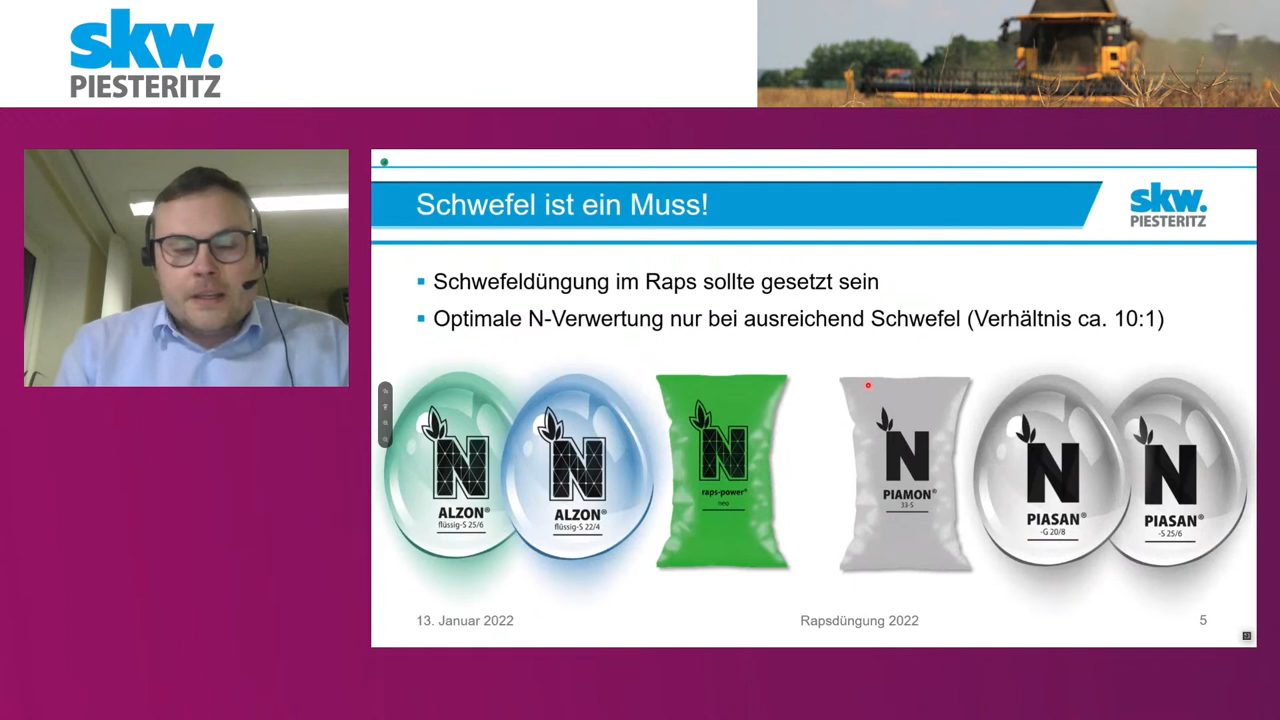 skw.
PIESTERITZ
Schwefel ist ein Muss!
skw.
PIESTERITZ
Schwefeldüngung im Raps sollte gesetzt sein
Optimale N-Verwertung nur bei ausreichend Schwefel (Verhältnis ca. 10:1)
N
ALZON®
flüssig-S 25/6
N
ALZON®
flüssig-S 22/4
N
raps-power®
neo
N
PIAMON®
33-S
N
PIASAN®
-G 20/8
N
PIASAN®
-S 25/6
13. Januar 2022
Rapsdüngung 2022
5